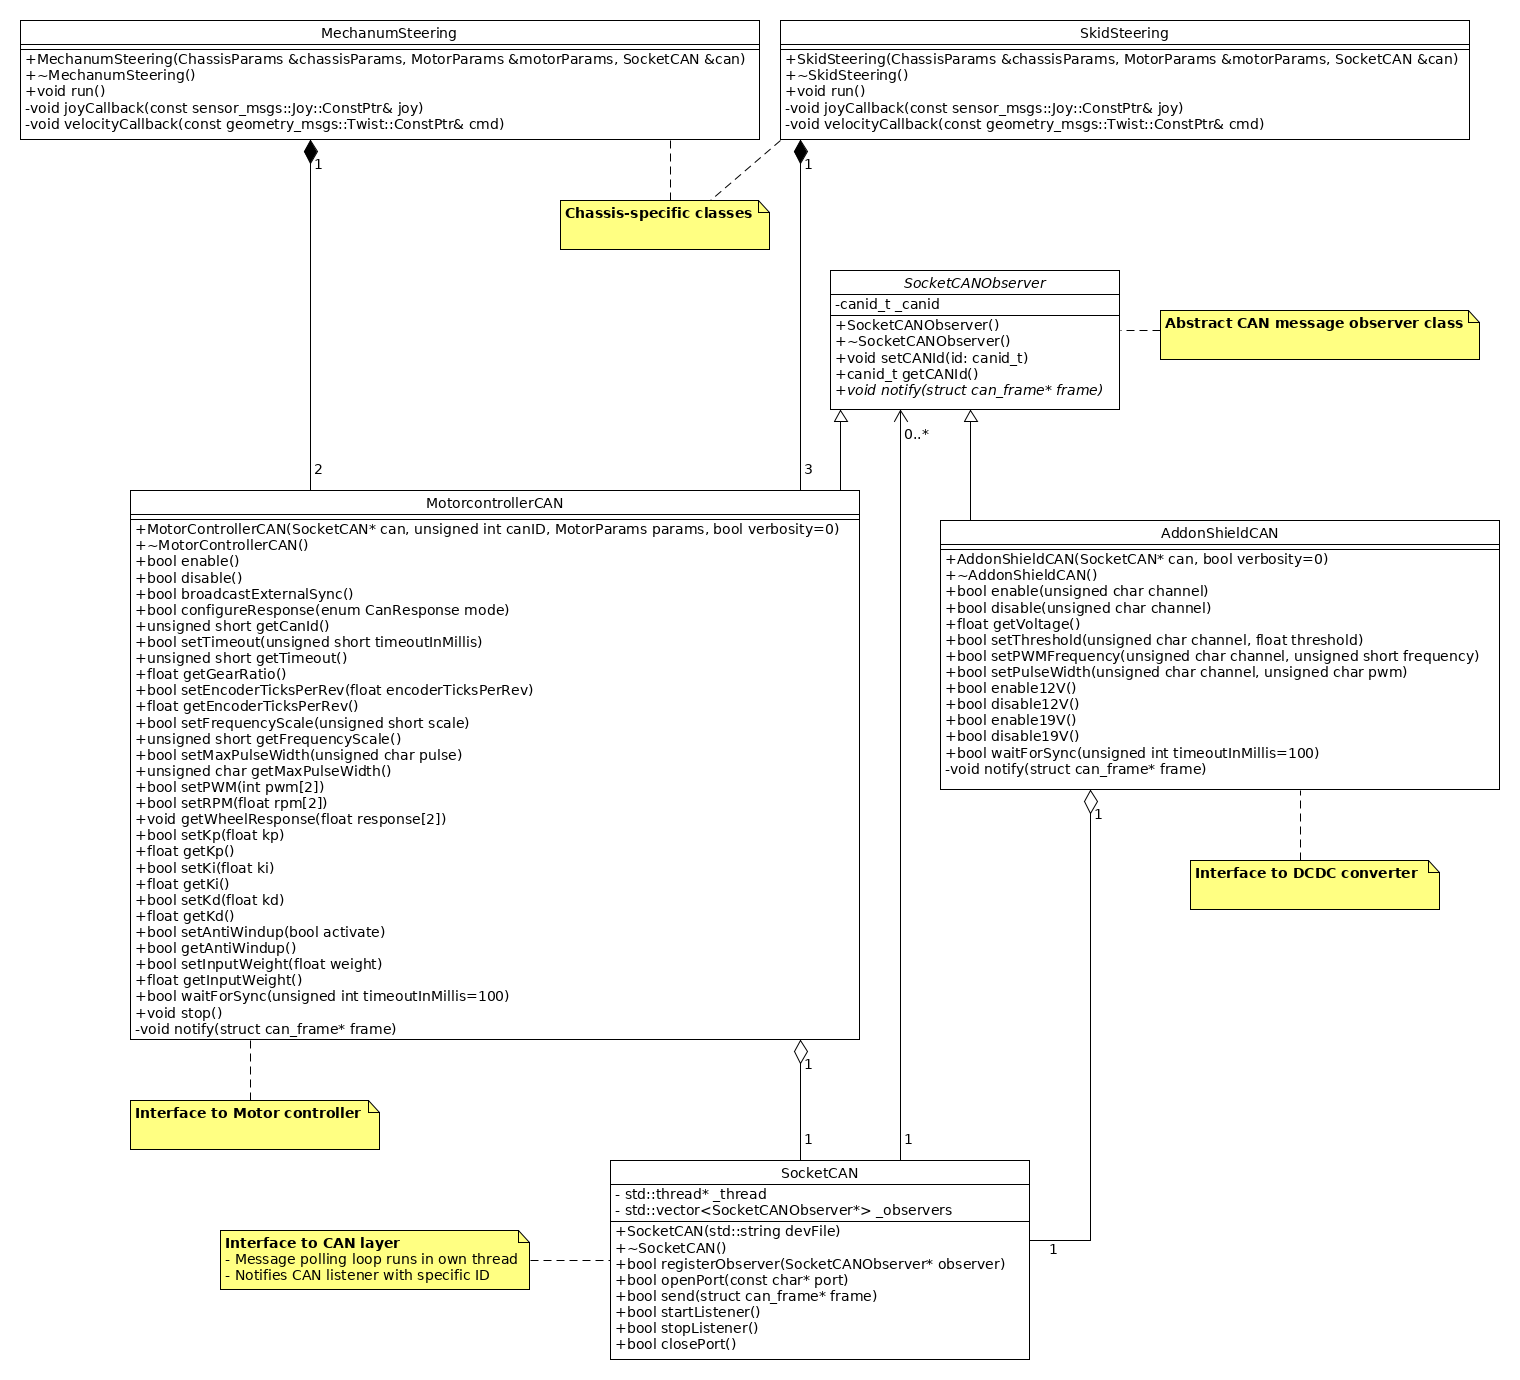 MechanumSteering
+MechanumSteering(ChassisParams &chassisParams, MotorParams &motorParams, SocketCAN &can)
+~MechanumSteering()
+void run()
-void joyCallback(const sensor_msgs::Joy::ConstPtr& joy)
-void velocityCallback(const geometry_msgs::Twist::ConstPtr& cmd)
SkidSteering
+SkidSteering(ChassisParams &chassisParams, MotorParams &motorParams, SocketCAN &can)
+~SkidSteering()
+void run()
-void joyCallback(const sensor_msgs::Joy::ConstPtr& joy)
-void velocityCallback(const geometry_msgs::Twist::ConstPtr& cmd)
1
1
Chassis-specific classes
SocketCANObserver
-canid_t _canid
+SocketCANObserver()
+~SocketCANObserver()
+void setCANId(id: canid_t)
+canid_t getCANId()
+void notify(struct can_frame* frame)
Abstract CAN message observer class
0..*
2
3
MotorcontrollerCAN
+MotorControllerCAN(SocketCAN* can, unsigned int canID, MotorParams params, bool verbosity=0)
+~MotorControllerCAN()
+bool enable()
+bool disable()
+bool broadcastExternalSync()
+bool configureResponse(enum CanResponse mode)
+unsigned short getCanId()
+bool setTimeout(unsigned short timeoutInMillis)
+unsigned short getTimeout()
+float getGearRatio()
+bool setEncoderTicksPerRev(float encoderTicksPerRev)
+float getEncoderTicksPerRev()
+bool setFrequencyScale(unsigned short scale)
+unsigned short getFrequencyScale()
+bool setMaxPulseWidth(unsigned char pulse)
+unsigned char getMaxPulseWidth()
+bool setPWM(int pwm[2])
+bool setRPM(float rpm[2])
+void getWheelResponse(float response[2])
+bool setKp(float kp)
+float getKp()
+bool setKi(float ki)
+float getKi()
+bool setKd(float kd)
+float getKd()
+bool setAntiWindup(bool activate)
+bool getAntiWindup()
+bool setInputWeight(float weight)
+float getInputWeight()
+bool waitForSync(unsigned int timeoutInMillis=100)
+void stop()
-void notify(struct can_frame* frame)
AddonShieldCAN
+AddonShieldCAN(SocketCAN* can, bool verbosity=0)
+~AddonShieldCAN()
+bool enable(unsigned char channel)
+bool disable(unsigned char channel)
+float getVoltage()
+bool setThreshold(unsigned char channel, float threshold)
+bool setPWMFrequency(unsigned char channel, unsigned short frequency)
+bool setPulseWidth(unsigned char channel, unsigned char pwm)
+bool enable12V()
+bool disable12V()
+bool enable19V()
+bool disable19V()
+bool waitForSync(unsigned int timeoutInMillis=100)
-void notify(struct can_frame* frame)
1
Interface to DCDC converter
1
Interface to Motor controller
1
1
SocketCAN
- std::thread* _thread
- std::vector<SocketCANObserver*> _observers
+SocketCAN(std::string devFile)
+~SocketCAN()
+bool registerObserver(SocketCANObserver* observer)
+bool openPort(const char* port)
+bool send(struct can_frame* frame)
+bool startListener()
+bool stopListener()
+bool closePort()
1
Interface to CAN layer
- Message polling loop runs in own thread
- Notifies CAN listener with specific ID